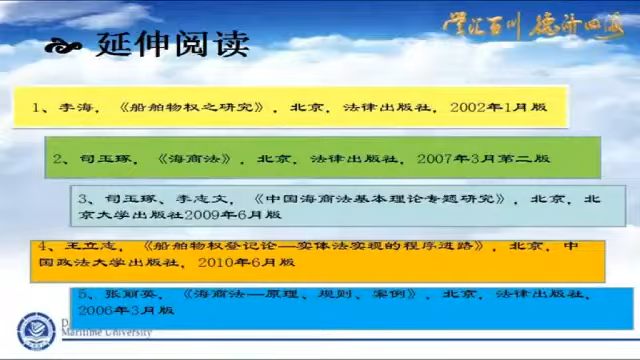 学汇百川 德济四海
延伸阅读
1、李海，《船舶物权之研究》，北京，法律出版社，2002年1月版
2、司玉琢，《海商法》，北京，法律出版社，2007年3月第二版
3、司玉琢、李志文，《中国海商法基本理论专题研究》，北京，北
京大学出版社2009年6月版
4、王立志，《船舶物权登记论—实体法实现的程序进路》，北京，中
国政法大学出版社，2010年6月版
5、张丽英，《海商法—原理、规则、案例》，北京，法律出版社，
2006年3月版
Maritime University